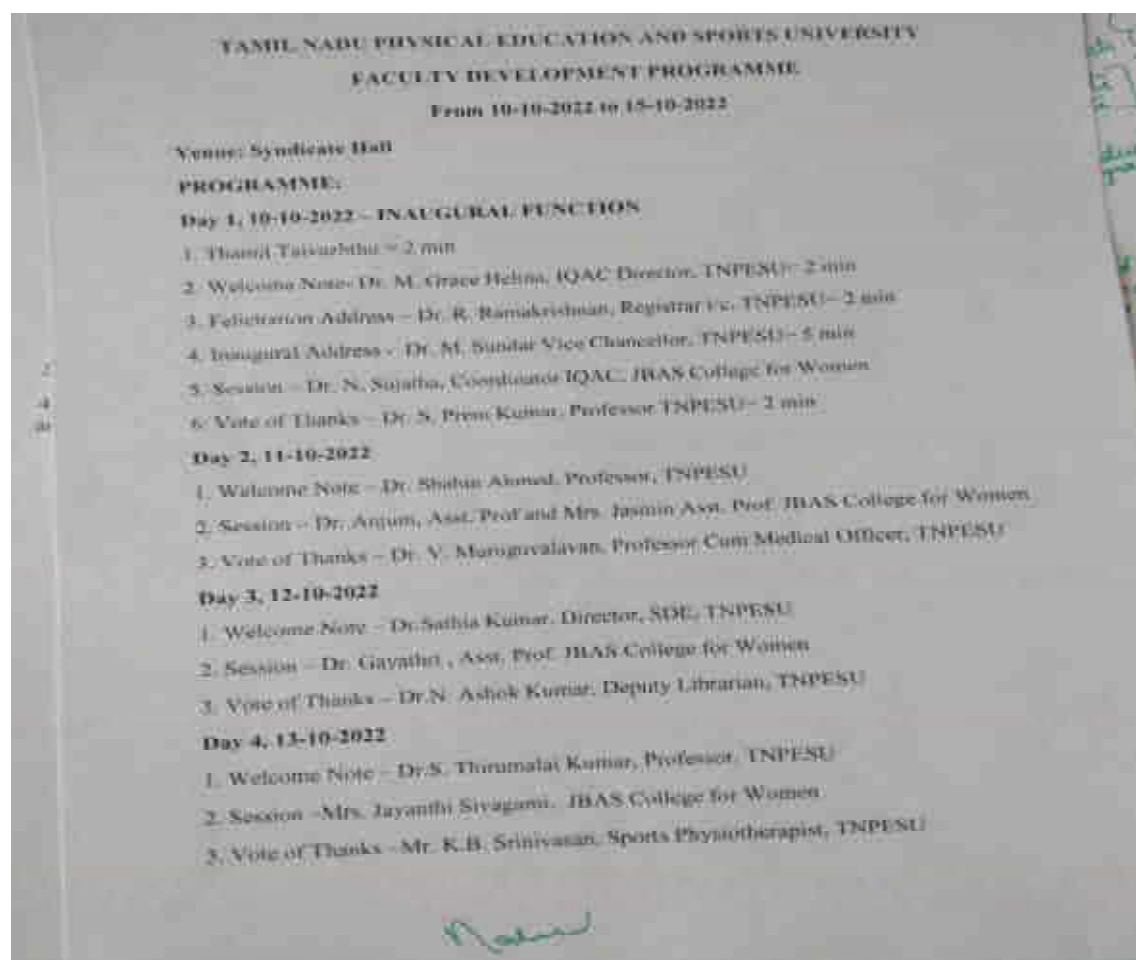 TAMIL NADU PHYSICAL EDUCATION AND SPORTS UNIVERSITY
FACULTY DEVELOPMENT PROGRAMME
From 10-10-2022 to 15-10-2022
Venue: Syndicate Hall
PROGRAMME:
Day 1, 10-10-2022 – INAUGURAL FUNCTION
1. Thamil – 2 min
2. Welcome Note- Dr. M. Grace Helina, IQAC Director, TNPESU– 2 min
3. Felicitation Address – Dr. R. Ramakrishnan, Registrar i/c, TNPESU– 2 min
4. Inaugural Address - Dr. M. Sundar Vice Chancellor, TNPESU– 5 min
5. Session – Dr. N. Sujatha, Coordinator IQAC, JBAS College for Women
6. Vote of Thanks – Dr. S. Prem Kumar, Professor TNPESU– 2 min
Day 2, 11-10-2022
1. Welcome Note – Dr. Shahin Ahmed, Professor, TNPESU
2. Session – Dr. Anjum, Asst. Prof and Mrs. Jasmin Asst. Prof. JBAS College for Women
3. Vote of Thanks – Dr. V. Muruguvalavan, Professor Cum Medical Officer, TNPESU
Day 3, 12-10-2022
1. Welcome Note – Dr.Sathia Kumar, Director, SDE, TNPESU
2. Session – Dr. Gayathri , Asst. Prof. JBAS College for Women
3. Vote of Thanks – Dr.N. Ashok Kumar, Deputy Librarian, TNPESU
Day 4, 13-10-2022
1. Welcome Note – Dr.S. Thirumalai Kumar, Professor, TNPESU
2. Session –Mrs. Jayanthi Sivagami, JBAS College for Women
3. Vote of Thanks –Mr. K.B. Srinivasan, Sports Physiotherapist, TNPESU